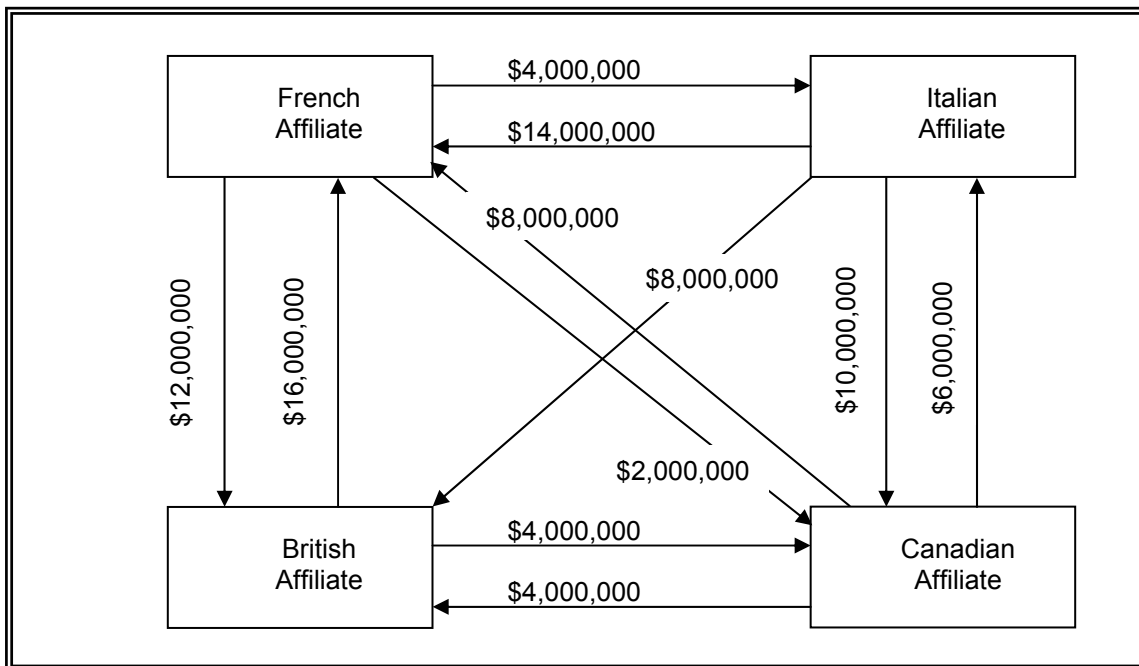 $4,000,000
French
Affiliate
Italian
Affiliate
$14,000,000
$8,000,000
$8,000,000
$12,000,000
$16,000,000
$10,000,000
$6,000,000
$2,000,000
$4,000,000
British
Affiliate
Canadian
Affiliate
$4,000,000